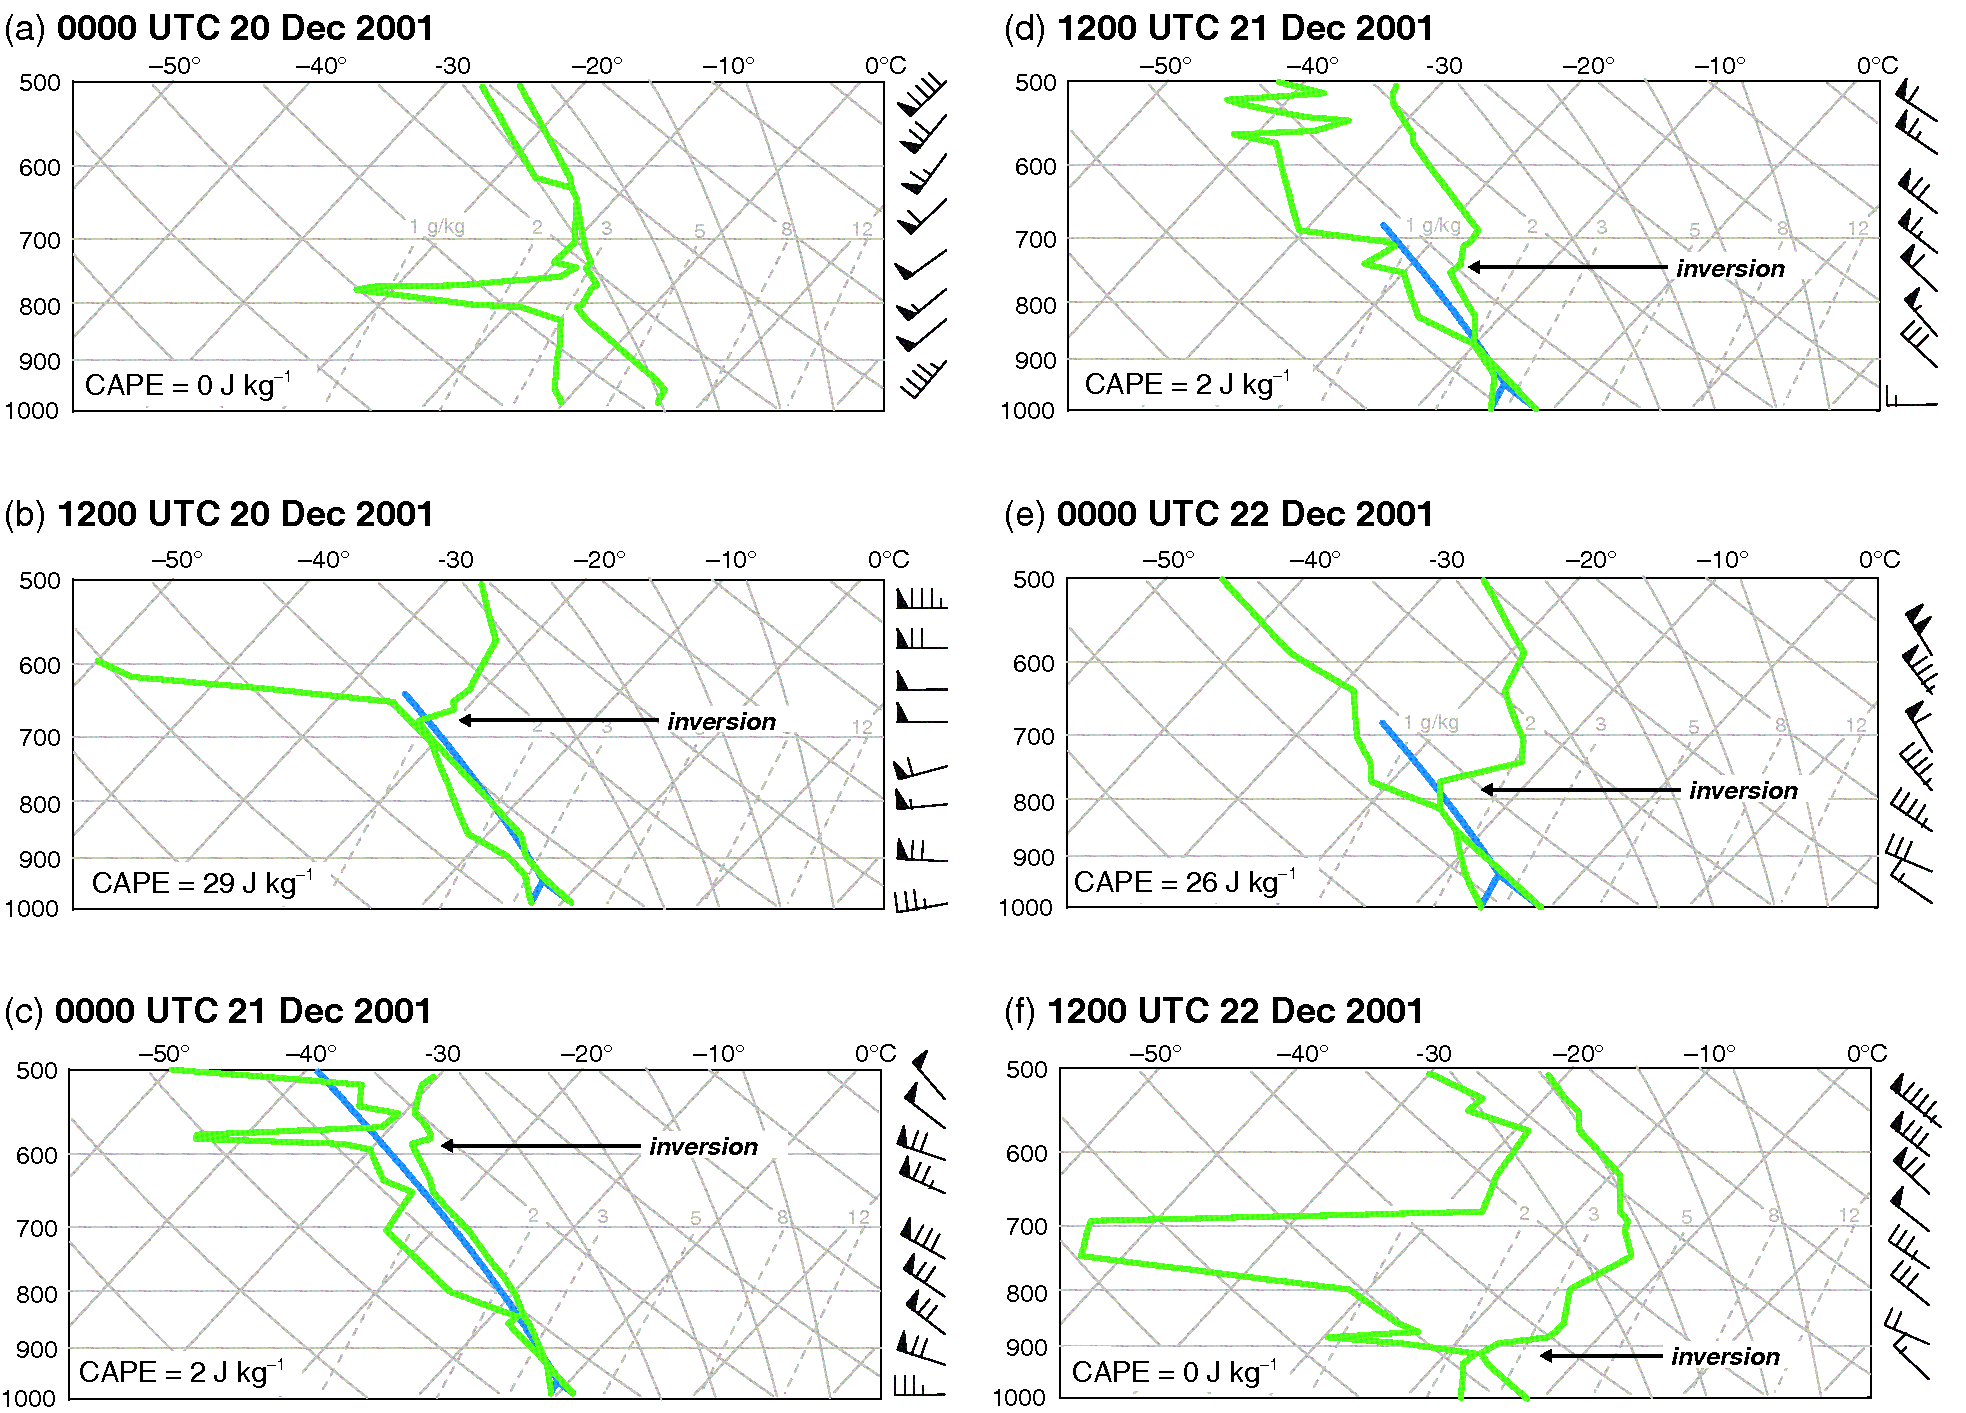 (a) 0000 UTC 20 Dec 2001
–50° –40° -30 –20° –10° 0°C
500
600
1 g/kg 2 3 5 8 12
700
800
900
CAPE = 0 J kg–1
1000
(b) 1200 UTC 20 Dec 2001
–50° –40° -30 –20° –10° 0°C
500
600
inversion
2 3 12
700
800
900
CAPE = 29 J kg–1
1000
(c) 0000 UTC 21 Dec 2001
–50° –40° -30 –20° –10° 0°C
500
inversion
600
2 3 5 8 12
700
800
900
CAPE = 2 J kg–1
1000
(d) 1200 UTC 21 Dec 2001
–50° –40° -30 –20° –10° 0°C
500
600
1 g/kg 2 3 5 8 12
700
inversion
800
900
CAPE = 2 J kg–1
1000
(e) 0000 UTC 22 Dec 2001
–50° –40° -30 –20° –10° 0°C
500
600
1 g/kg 2 3 5 8 12
700
inversion
800
900
CAPE = 26 J kg–1
1000
(f) 1200 UTC 22 Dec 2001
–50° –40° -30 –20° –10° 0°C
500
600
2 3 5 8 12
700
800
900
inversion
CAPE = 0 J kg–1
1000